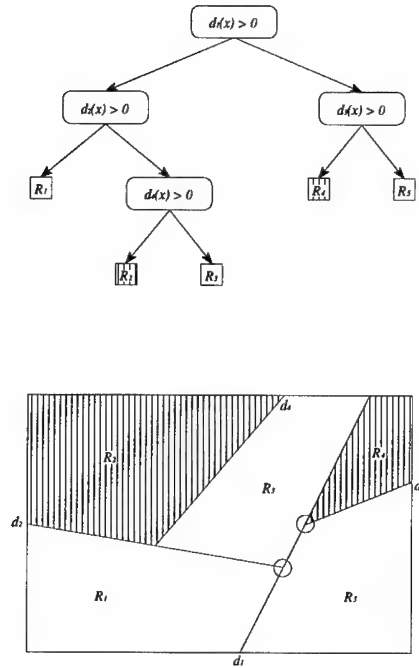 d₁(x) > 0
d₂(x) > 0 d₃(x) > 0
R₁ d₄(x) > 0 R₄ R₅
R₂ R₃
d₄
R₂ R₄
R₃ d
d₂
R₁ R₅
d₁